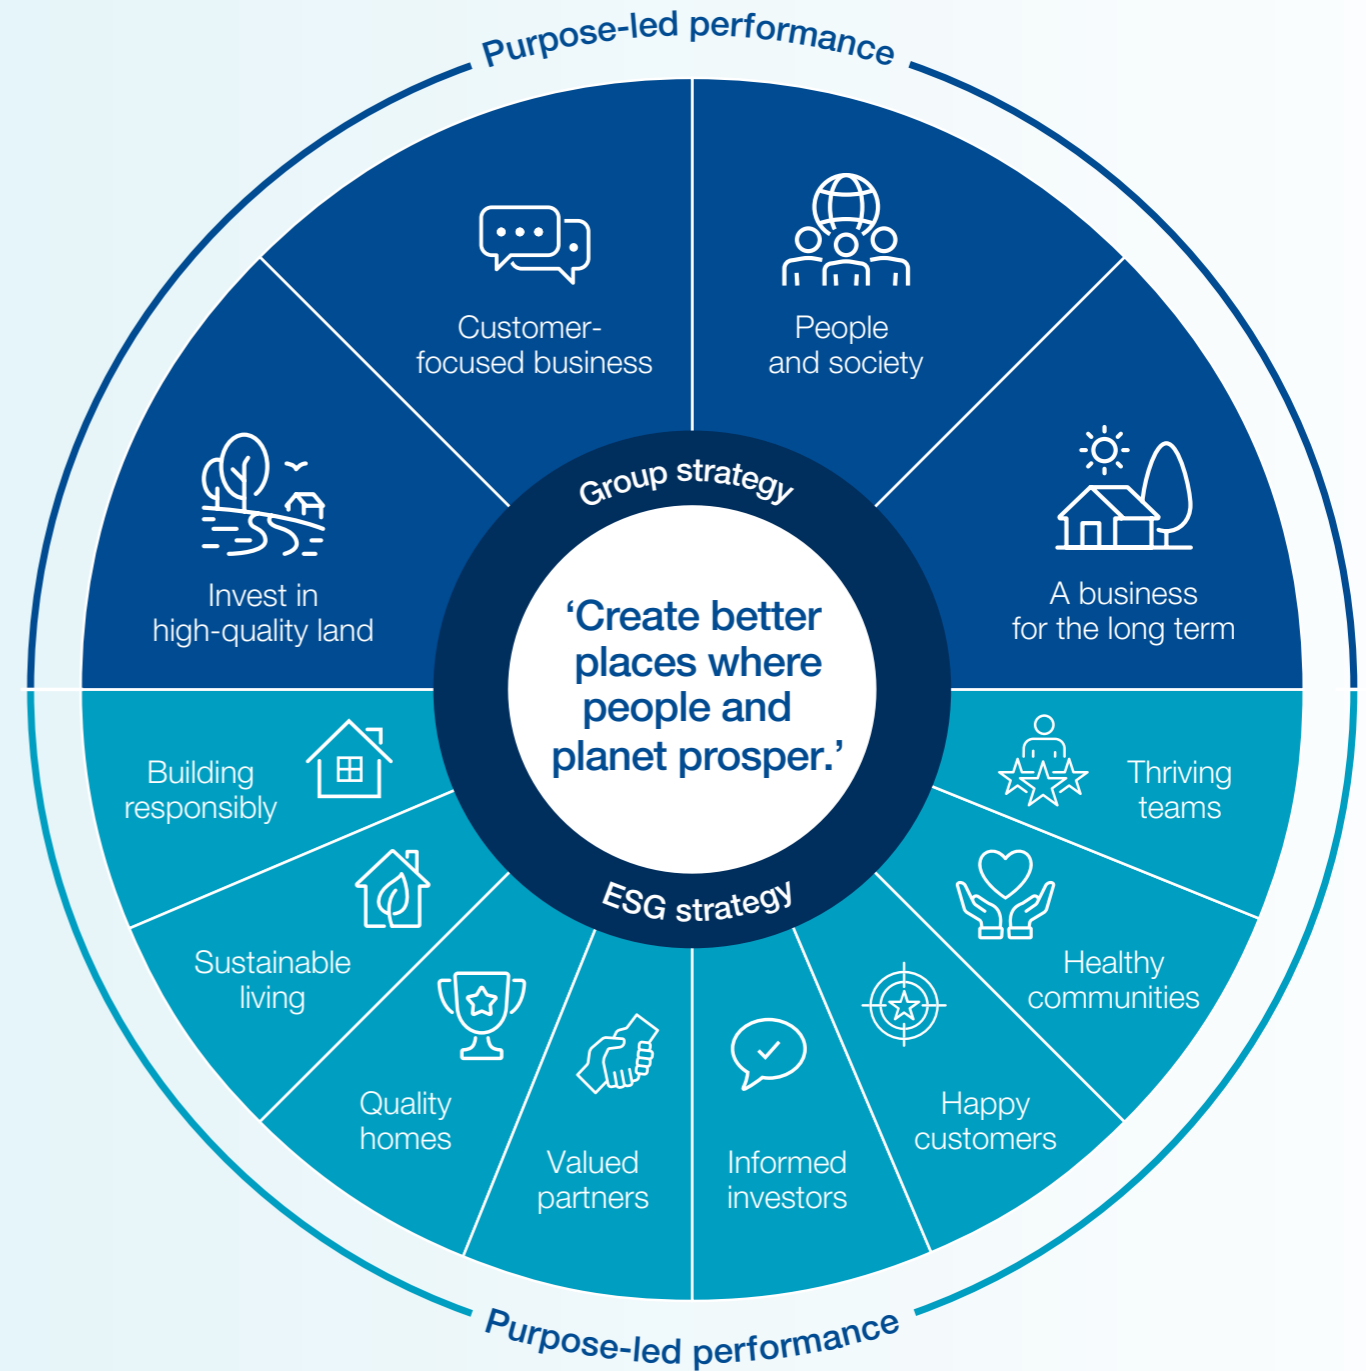 Purpose-led performance
Customer-
focused business
People
and society
Invest in
high-quality land
A business
for the long term
Group strategy
‘Create better
places where
people and
planet prosper.’
ESG strategy
Building
responsibly
Thriving
teams
Sustainable
living
Healthy
communities
Quality
homes
Happy
customers
Valued
partners
Informed
investors
Purpose-led performance